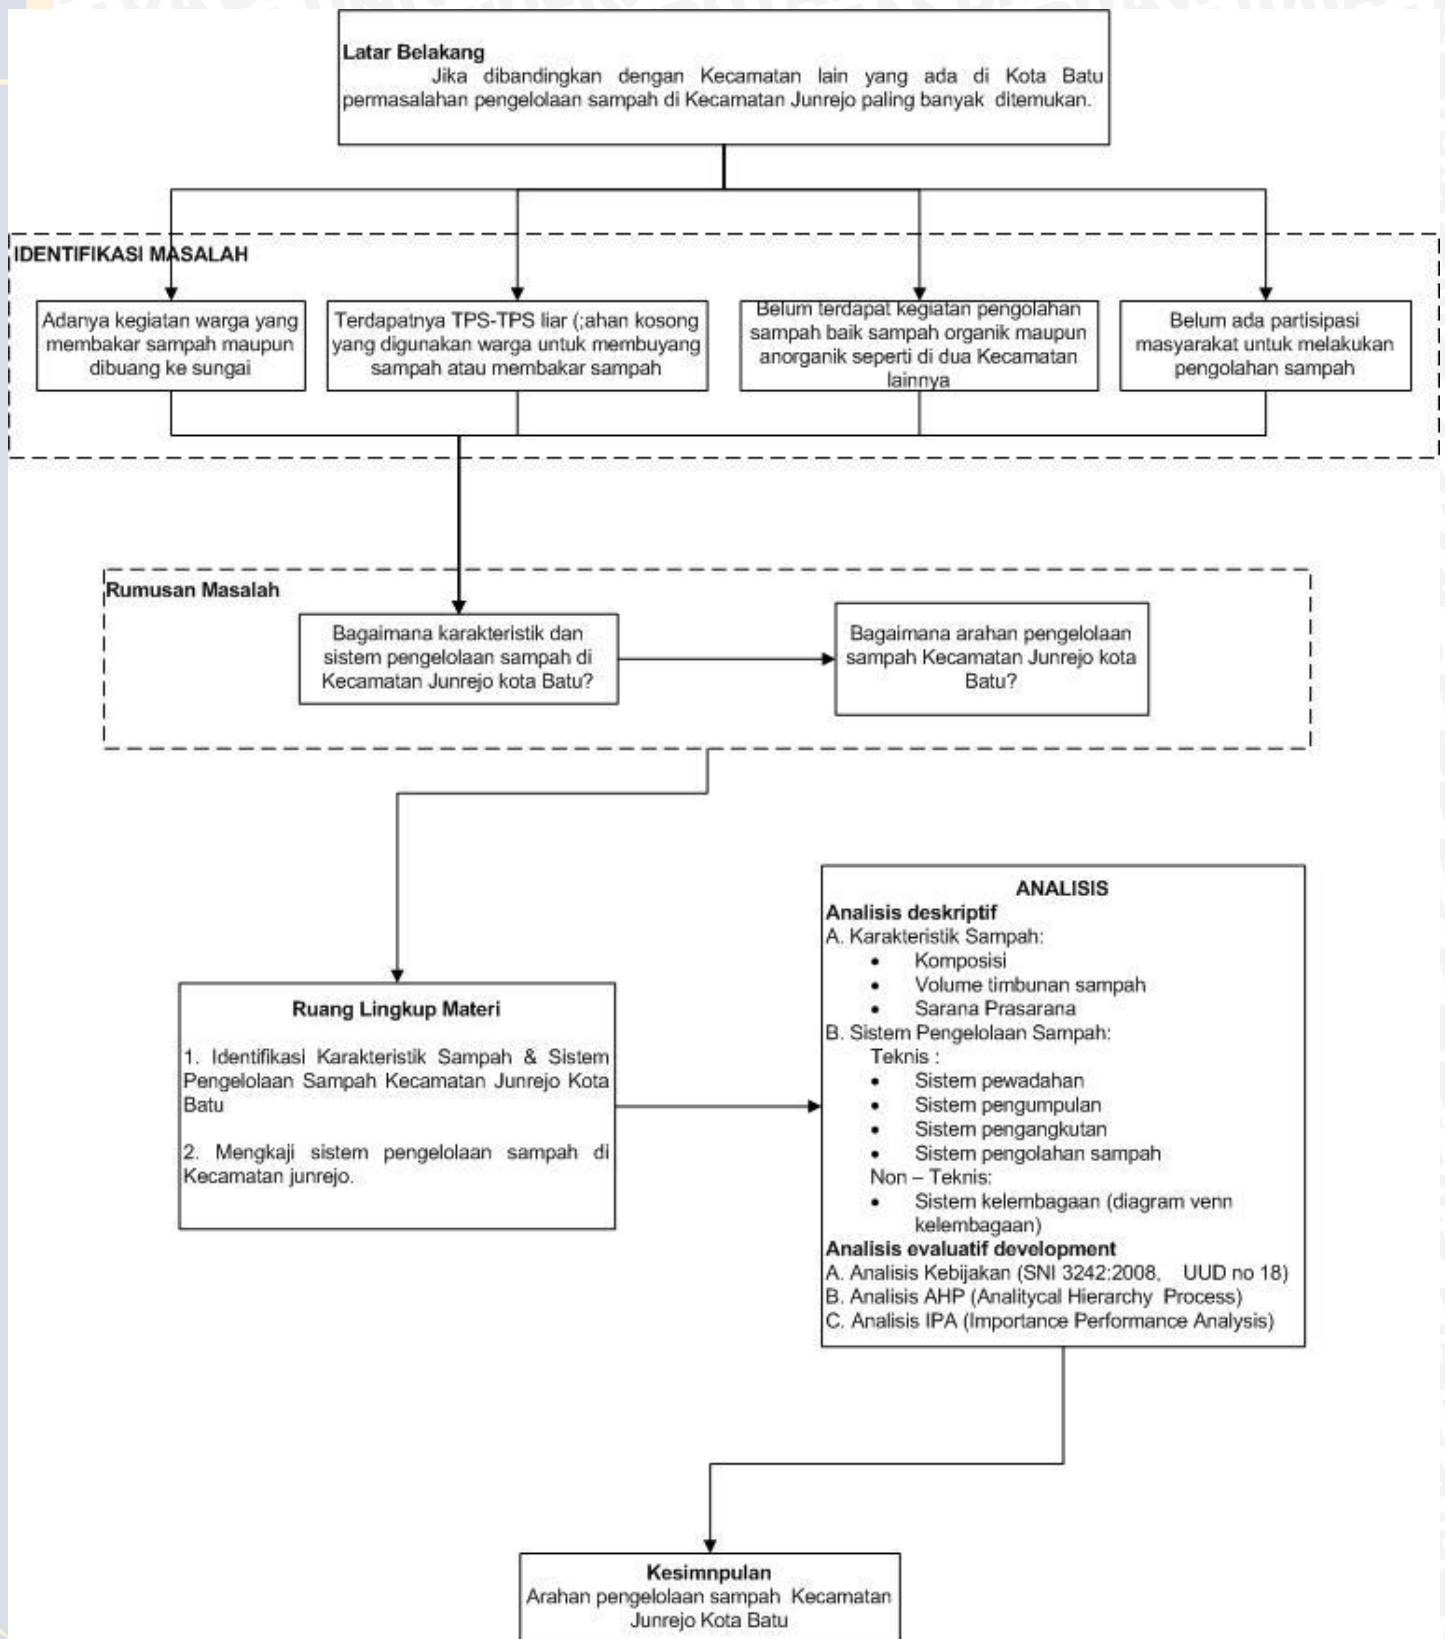 Latar Belakang
Jika dibandingkan dengan Kecamatan lain yang ada di Kota Batu
permasalahan pengelolaan sampah di Kecamatan Junrejo paling banyak ditemukan.
IDENTIFIKASI MASALAH
Adanya kegiatan warga yang
membakar sampah maupun
dibuang ke sungai
Terdapatnya TPS-TPS liar (;ahan kosong
yang digunakan warga untuk membuyang
sampah atau membakar sampah
Belum terdapat kegiatan pengolahan
sampah baik sampah organik maupun
anorganik seperti di dua Kecamatan
lainnya
Belum ada partisipasi
masyarakat untuk melakukan
pengolahan sampah
Rumusan Masalah
Bagaimana karakteristik dan
sistem pengelolaan sampah di
Kecamatan Junrejo kota Batu?
Bagaimana arahan pengelolaan
sampah Kecamatan Junrejo kota
Batu?
Ruang Lingkup Materi
1. Identifikasi Karakteristik Sampah & Sistem
Pengelolaan Sampah Kecamatan Junrejo Kota
Batu
2. Mengkaji sistem pengelolaan sampah di
Kecamatan junrejo.
ANALISIS
Analisis deskriptif
A. Karakteristik Sampah:
• Komposisi
• Volume timbunan sampah
• Sarana Prasarana
B. Sistem Pengelolaan Sampah:
Teknis :
• Sistem pewadahan
• Sistem pengumpulan
• Sistem pengangkutan
• Sistem pengolahan sampah
Non – Teknis:
• Sistem kelembagaan (diagram venn
kelembagaan)
Analisis evaluatif development
A. Analisis Kebijakan (SNI 3242:2008, UUD no 18)
B. Analisis AHP (Analitycal Hierarchy Process)
C. Analisis IPA (Importance Performance Analysis)
Kesimnpulan
Arahan pengelolaan sampah Kecamatan
Junrejo Kota Batu